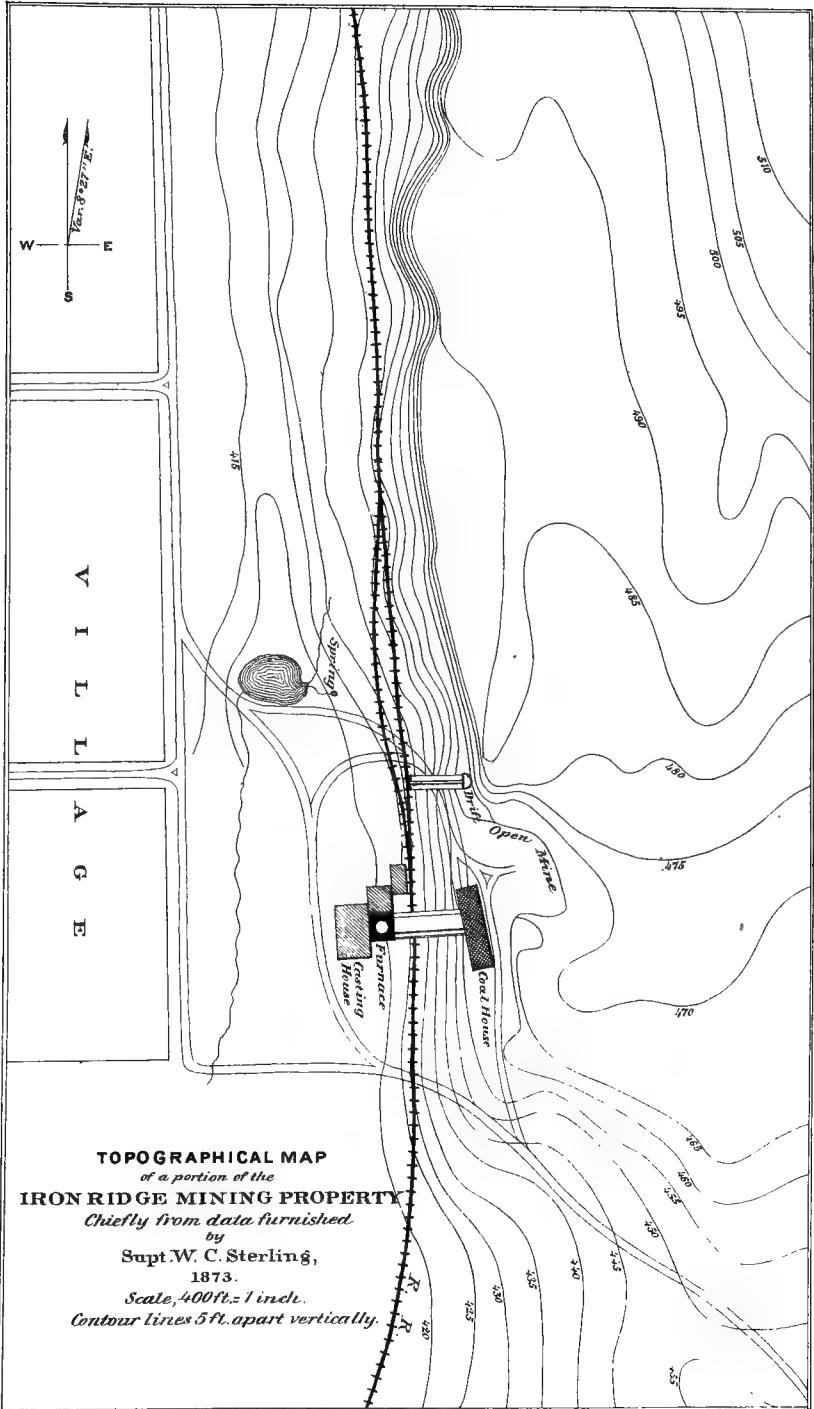 510
505
500
495
490
Var. 8°27" E.
W
E
S
415
485
VILLAGE
Spring
480
Drift
Open Mine
475
Furnace
Casting
House
Coal House
470
465
460
455
450
445
440
435
430
425
420
R. R.
TOPOGRAPHICAL MAP
of a portion of the
IRON RIDGE MINING PROPERTY
Chiefly from data furnished
by
Supt. W. C. Sterling,
1873.
Scale, 400 ft. = 1 inch.
Contour lines 5 ft. apart vertically.